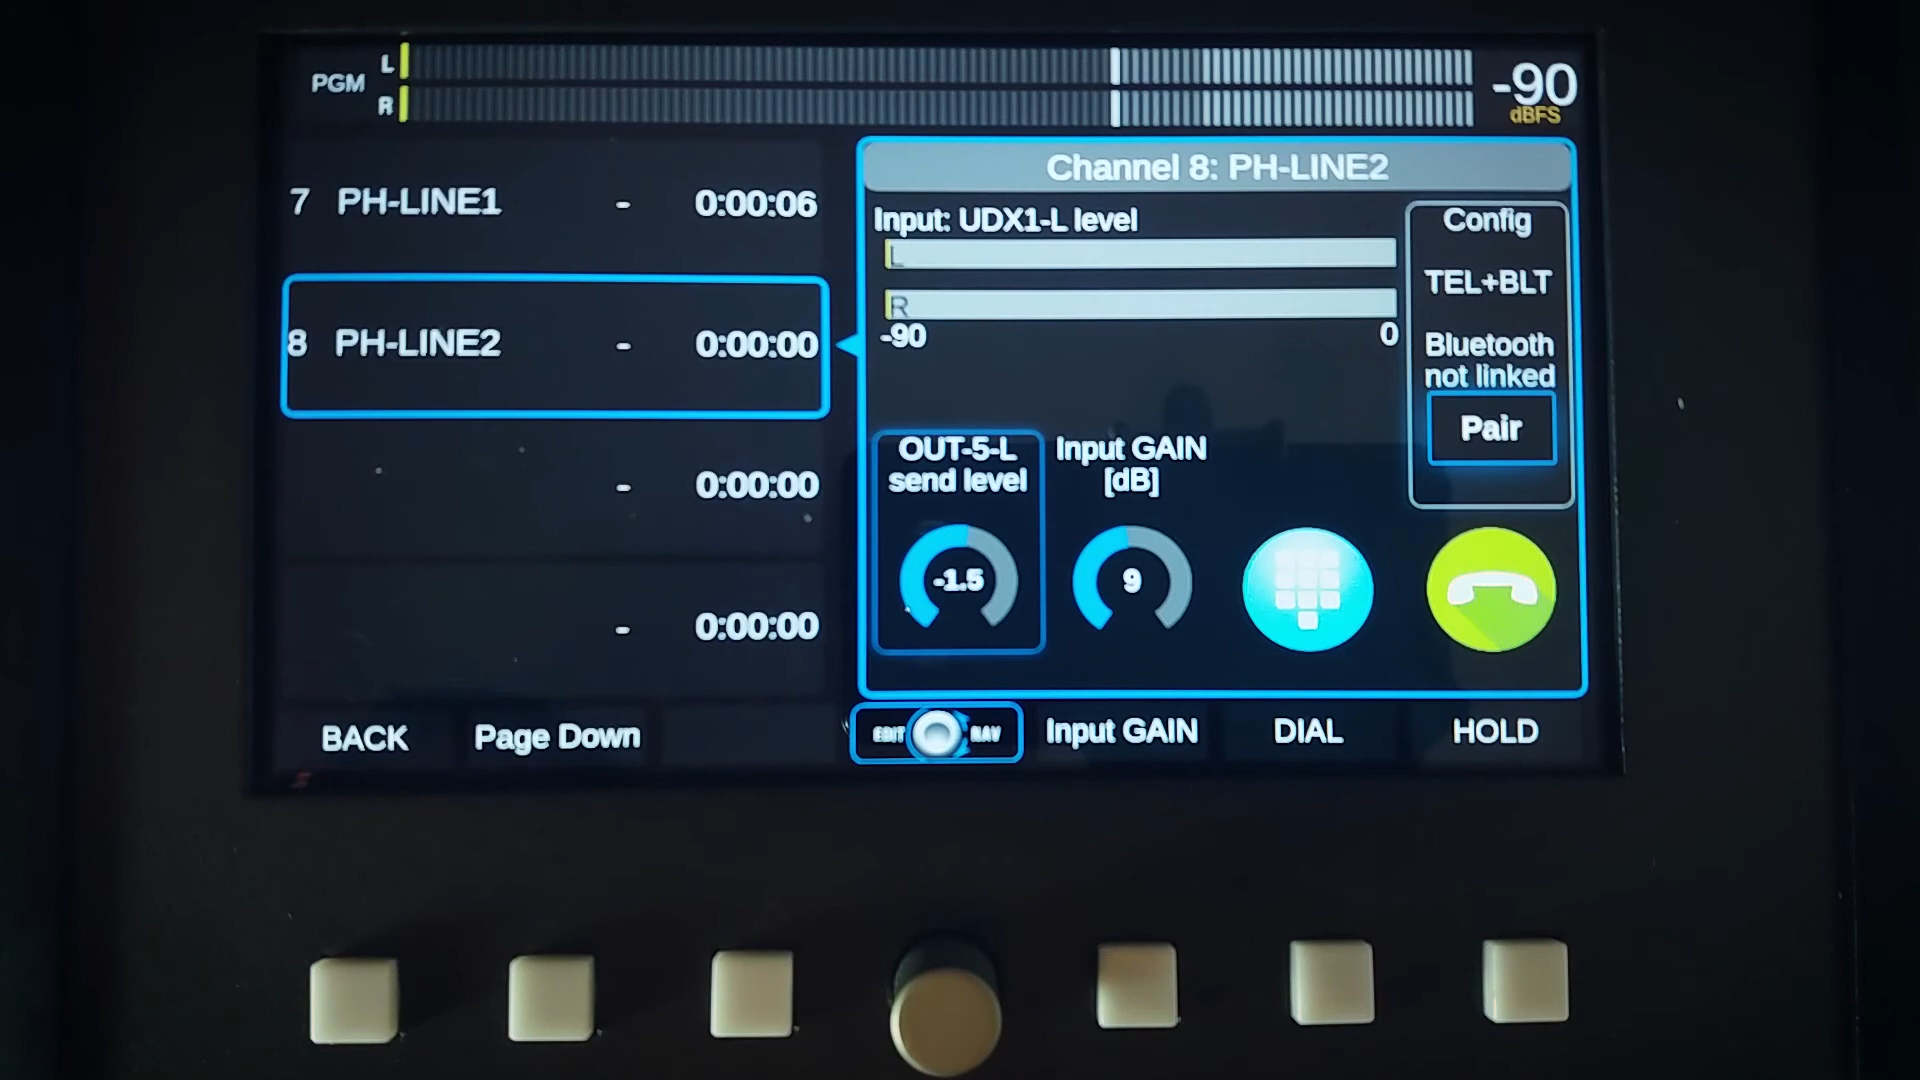 PGM
L
R
-90
dBFS
7 PH-LINE1 - 0:00:06
8 PH-LINE2 - 0:00:00
- 0:00:00
- 0:00:00
Channel 8: PH-LINE2
Input: UDX1-L level
L
R
-90 0
Config
TEL+BLT
Bluetooth
not linked
Pair
OUT-5-L
send level
-1.5
Input GAIN
[dB]
9
BACK
Page Down
EDIT NAV
Input GAIN
DIAL
HOLD